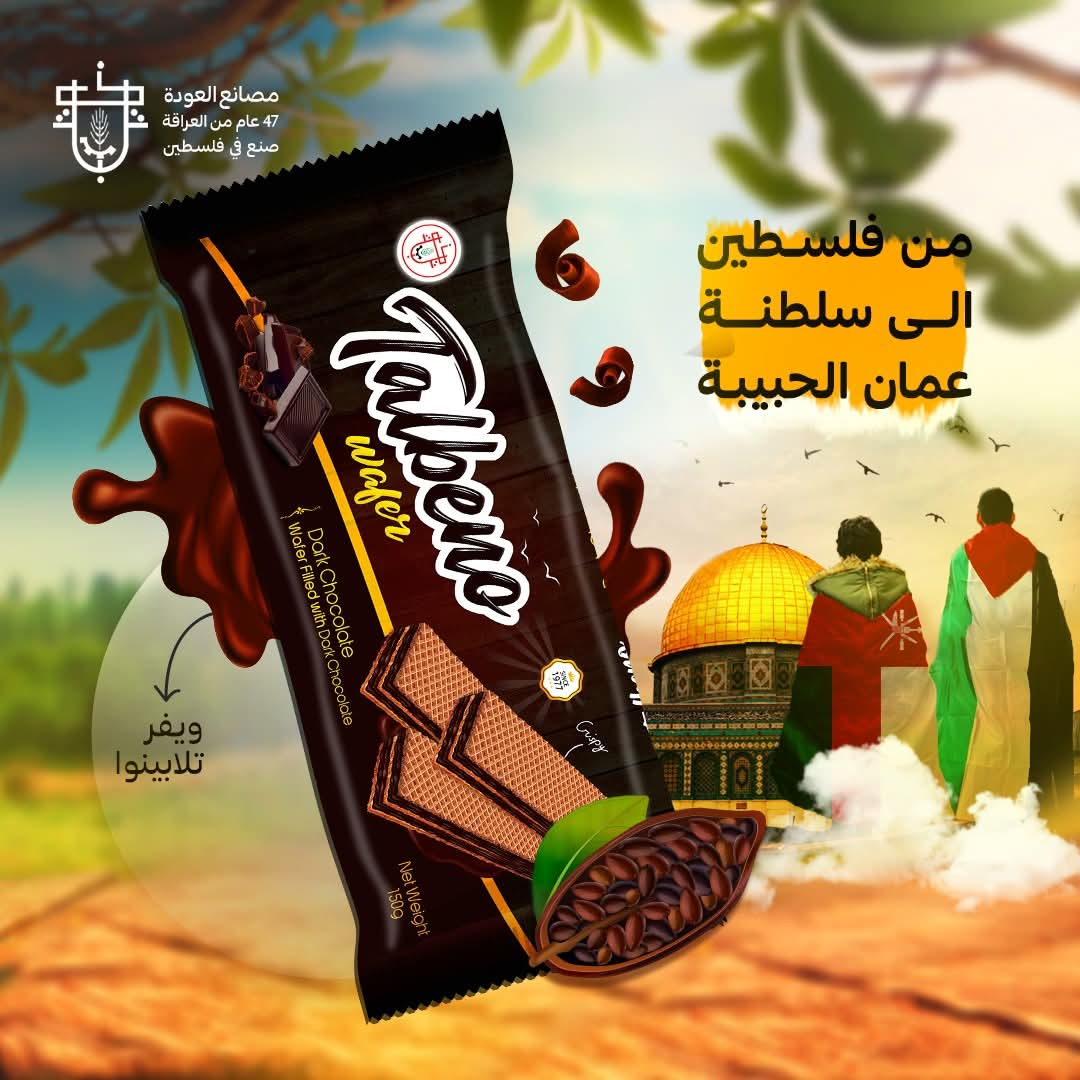 مصانع العودة
47 عام من العراقة
صنع في فلسطين
من فلسطين
الى سلطنة
عمان الحبيبة
Talbeno
wafer
Dark Chocolate
Wafer Filled with Dark Chocolate
SINCE
1977
Crispy
Net Weight
150g
ويفر
تلابينوا